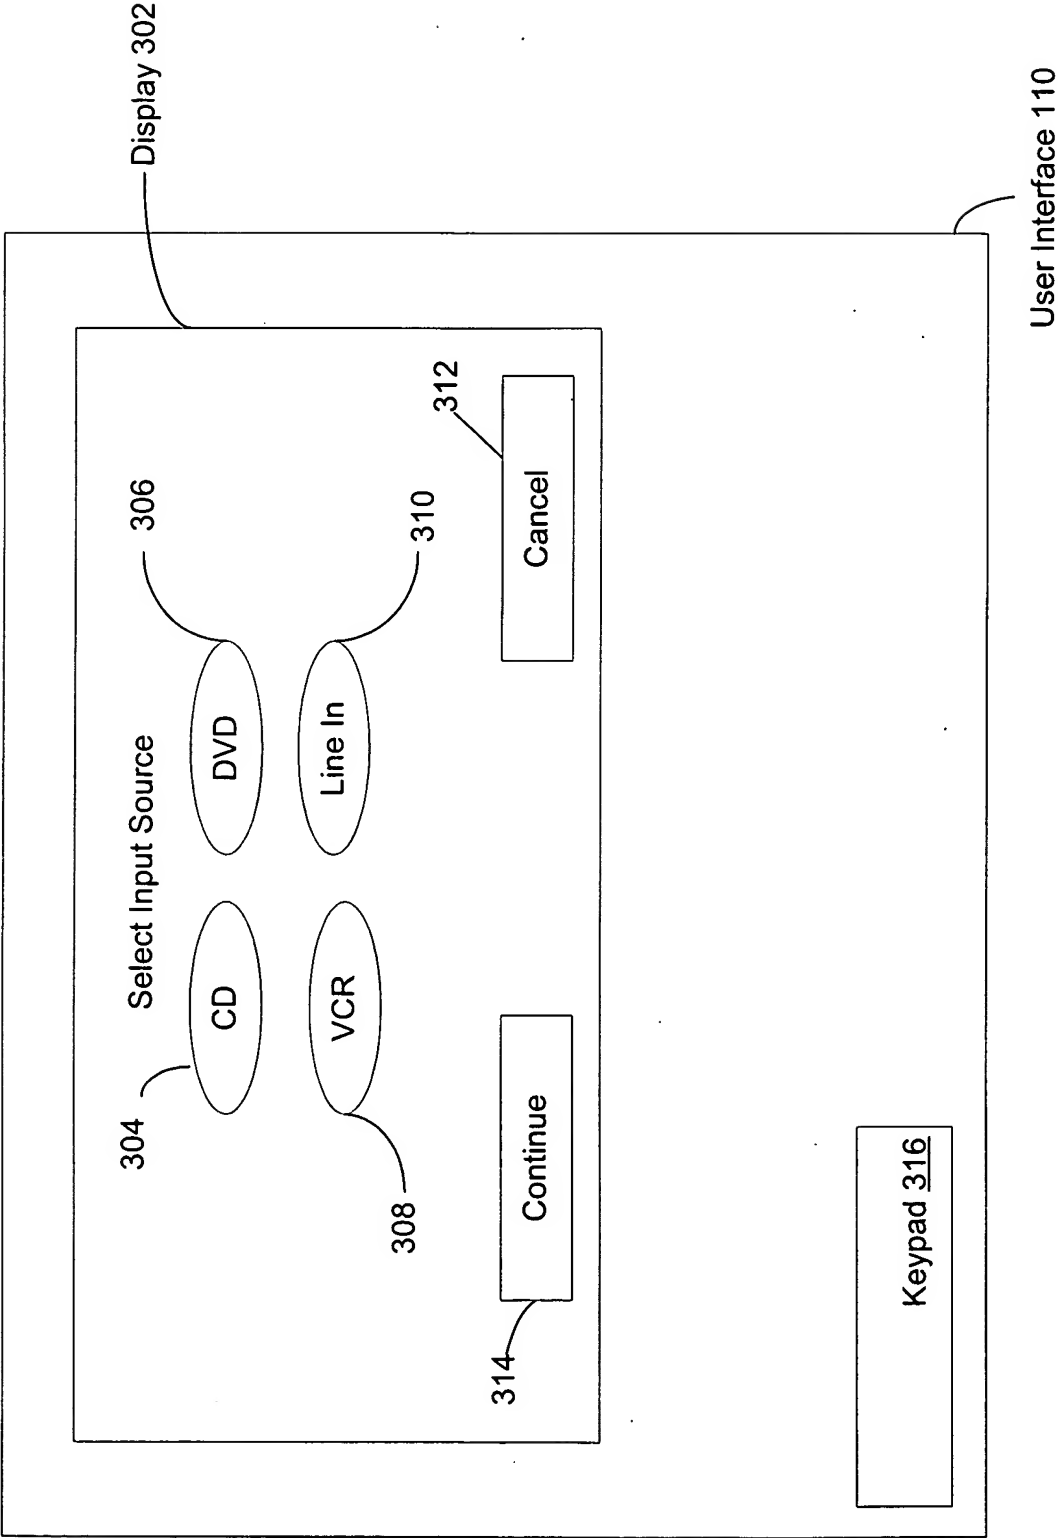 Display 302
Select Input Source
304
306
CD
DVD
VCR
Line In
308
310
312
314
Continue
Cancel
Keypad 316
User Interface 110